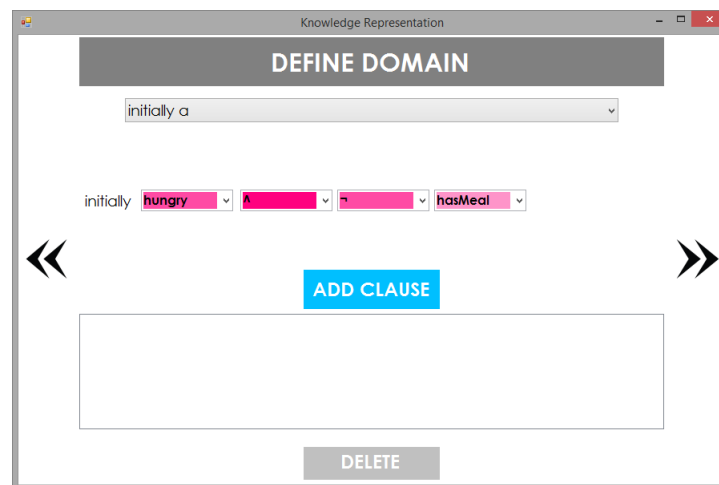 Knowledge Representation
DEFINE DOMAIN
initially a
initially hungry ^ ¬ hasMeal
ADD CLAUSE
DELETE